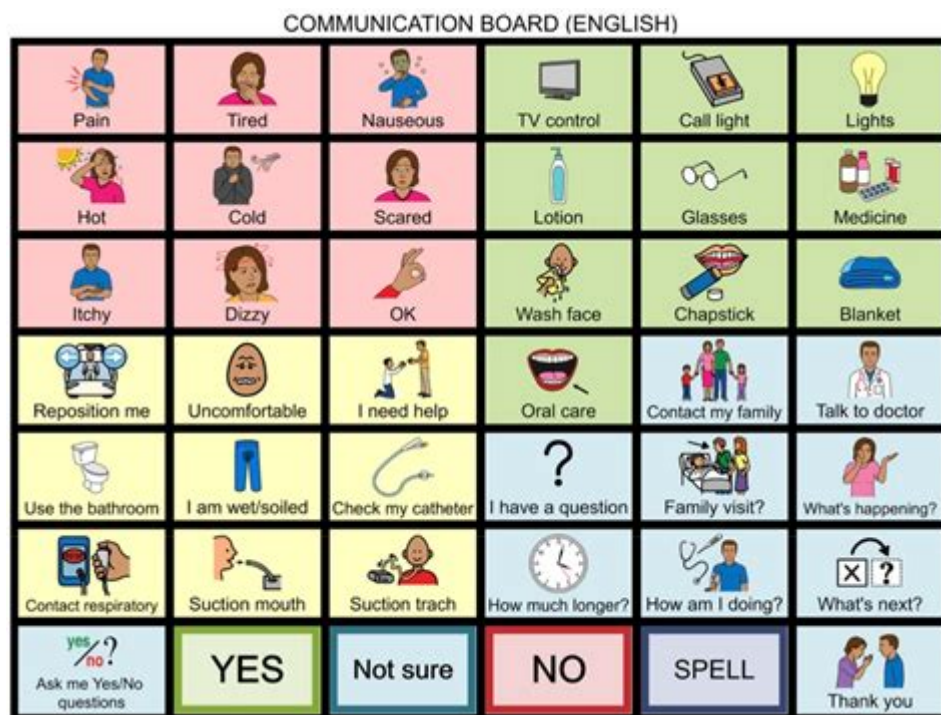 COMMUNICATION BOARD (ENGLISH)
Pain
Tired
Nauseous
TV control
Call light
Lights
Hot
Cold
Scared
Lotion
Glasses
Medicine
Itchy
Dizzy
OK
Wash face
Chapstick
Blanket
Reposition me
Uncomfortable
I need help
Oral care
Contact my family
Talk to doctor
Use the bathroom
I am wet/soiled
Check my catheter
?
I have a question
Family visit?
What's happening?
Contact respiratory
Suction mouth
Suction trach
How much longer?
How am I doing?
X ?
What's next?
yes/no?
Ask me Yes/No
questions
YES
Not sure
NO
SPELL
Thank you